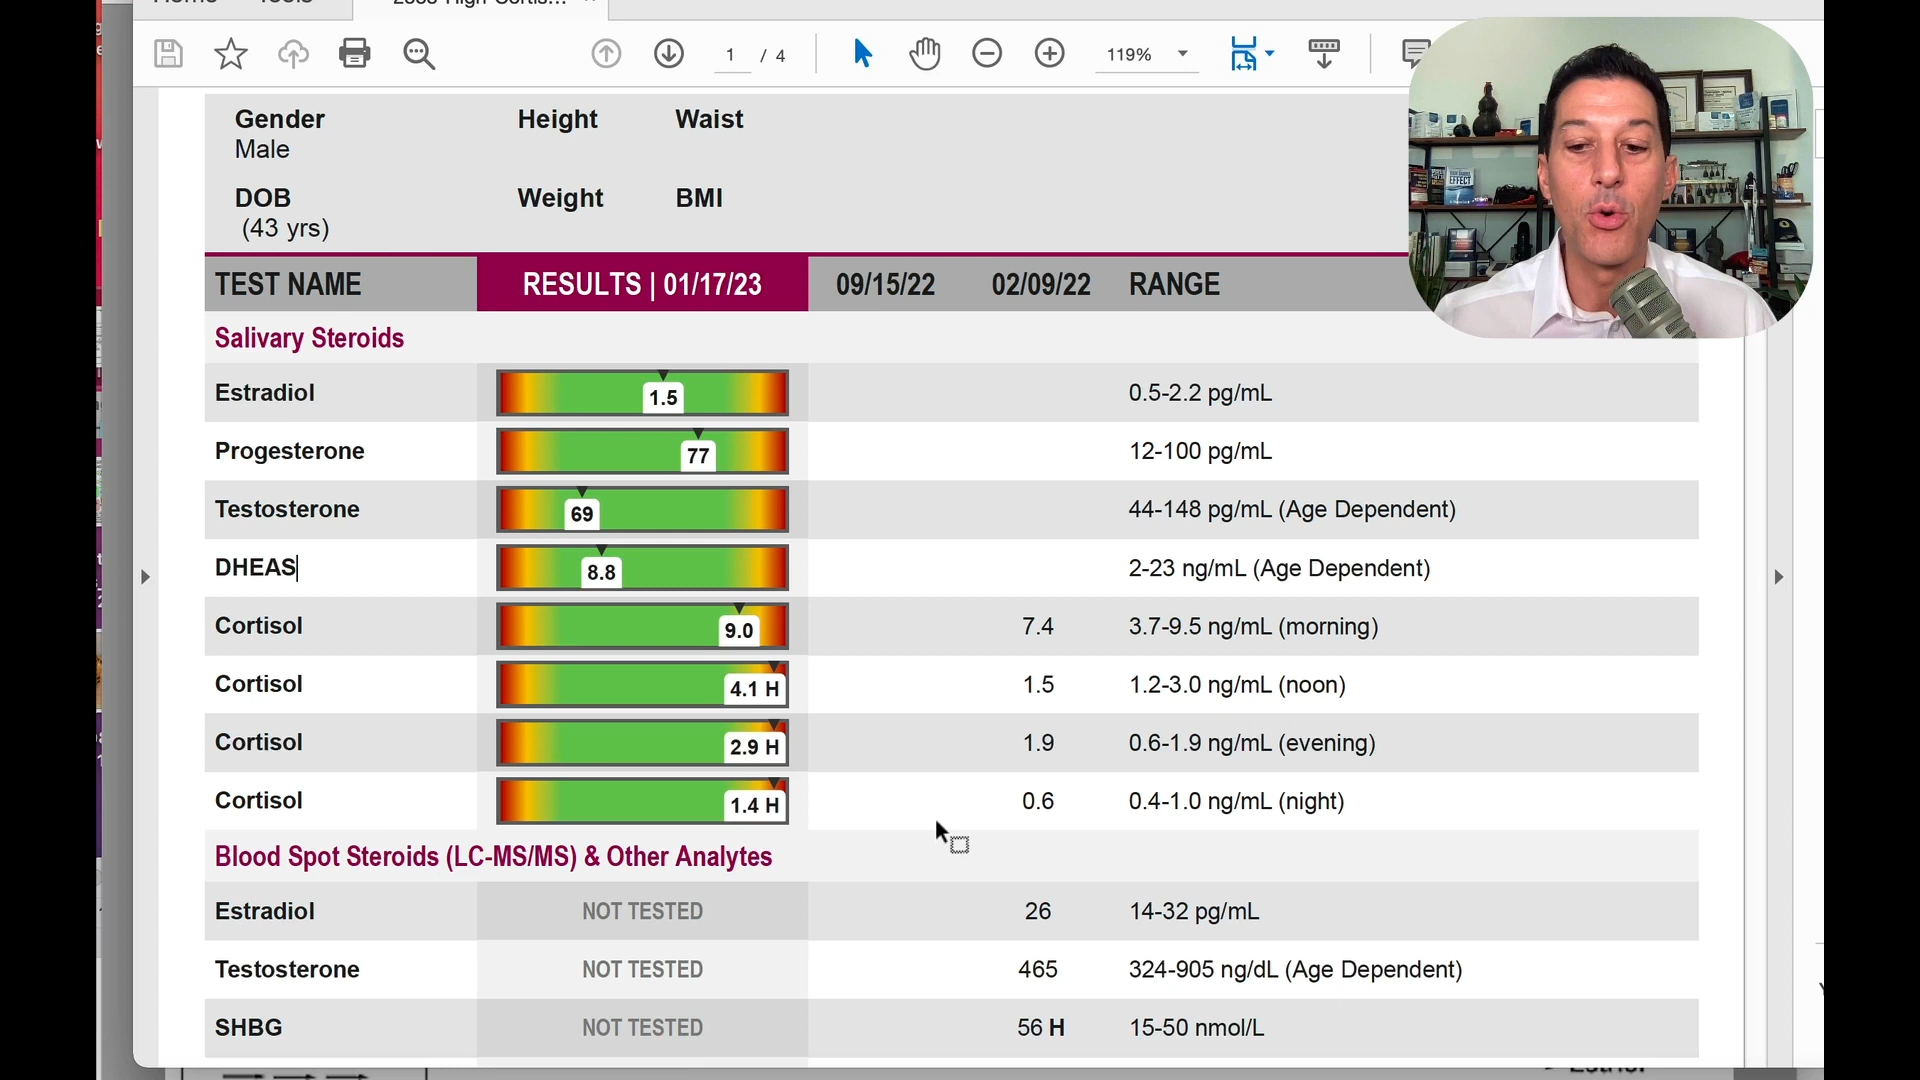 Home Tools 2000 High Cortis...
1 / 4 119%
Gender Height Waist
Male
DOB Weight BMI
(43 yrs)
TEST NAME RESULTS | 01/17/23 09/15/22 02/09/22 RANGE
Salivary Steroids
Estradiol 1.5 0.5-2.2 pg/mL
Progesterone 77 12-100 pg/mL
Testosterone 69 44-148 pg/mL (Age Dependent)
DHEAS 8.8 2-23 ng/mL (Age Dependent)
Cortisol 9.0 7.4 3.7-9.5 ng/mL (morning)
Cortisol 4.1 H 1.5 1.2-3.0 ng/mL (noon)
Cortisol 2.9 H 1.9 0.6-1.9 ng/mL (evening)
Cortisol 1.4 H 0.6 0.4-1.0 ng/mL (night)
Blood Spot Steroids (LC-MS/MS) & Other Analytes
Estradiol NOT TESTED 26 14-32 pg/mL
Testosterone NOT TESTED 465 324-905 ng/dL (Age Dependent)
SHBG NOT TESTED 56 H 15-50 nmol/L